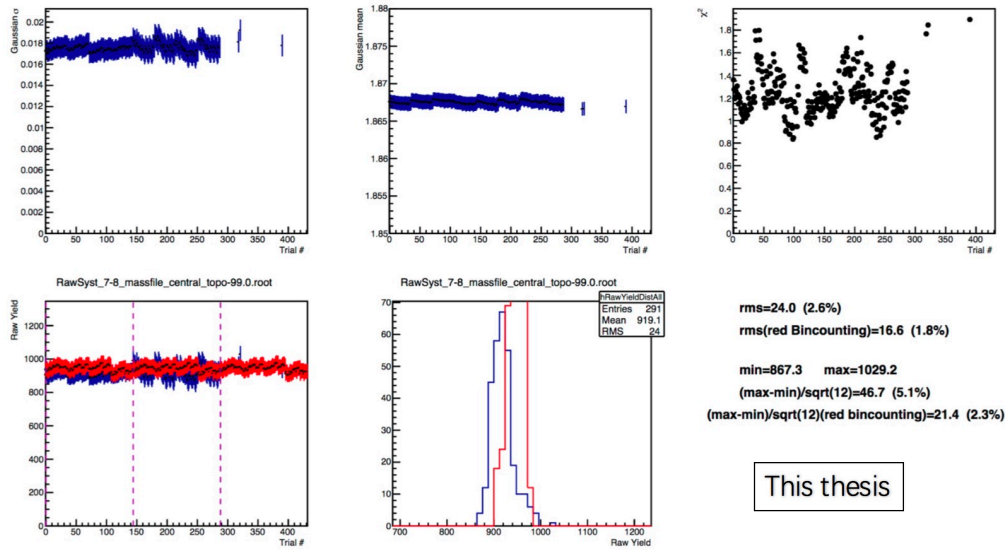 Gaussian σ
0.02
0.018
0.016
0.014
0.012
0.01
0.008
0.006
0.004
0.002
0
0 50 100 150 200 250 300 350 400
Trial #
Gaussian mean
1.88
1.875
1.87
1.865
1.86
1.855
1.85
0 50 100 150 200 250 300 350 400
Trial #
χ²
1.8
1.6
1.4
1.2
1
0.8
0.6
0.4
0.2
0
0 50 100 150 200 250 300 350 400
Trial #
RawSyst_7-8_massfile_central_topo-99.0.root
Raw Yield
1200
1000
800
600
400
200
0
0 50 100 150 200 250 300 350 400
Trial #
RawSyst_7-8_massfile_central_topo-99.0.root
hRawYieldDistAll
Entries 291
Mean 919.1
RMS 24
70
60
50
40
30
20
10
0
700 800 900 1000 1100 1200
Raw Yield
rms=24.0 (2.6%)
rms(red Bincounting)=16.6 (1.8%)
min=867.3 max=1029.2
(max-min)/sqrt(12)=46.7 (5.1%)
(max-min)/sqrt(12)(red bincounting)=21.4 (2.3%)
This thesis